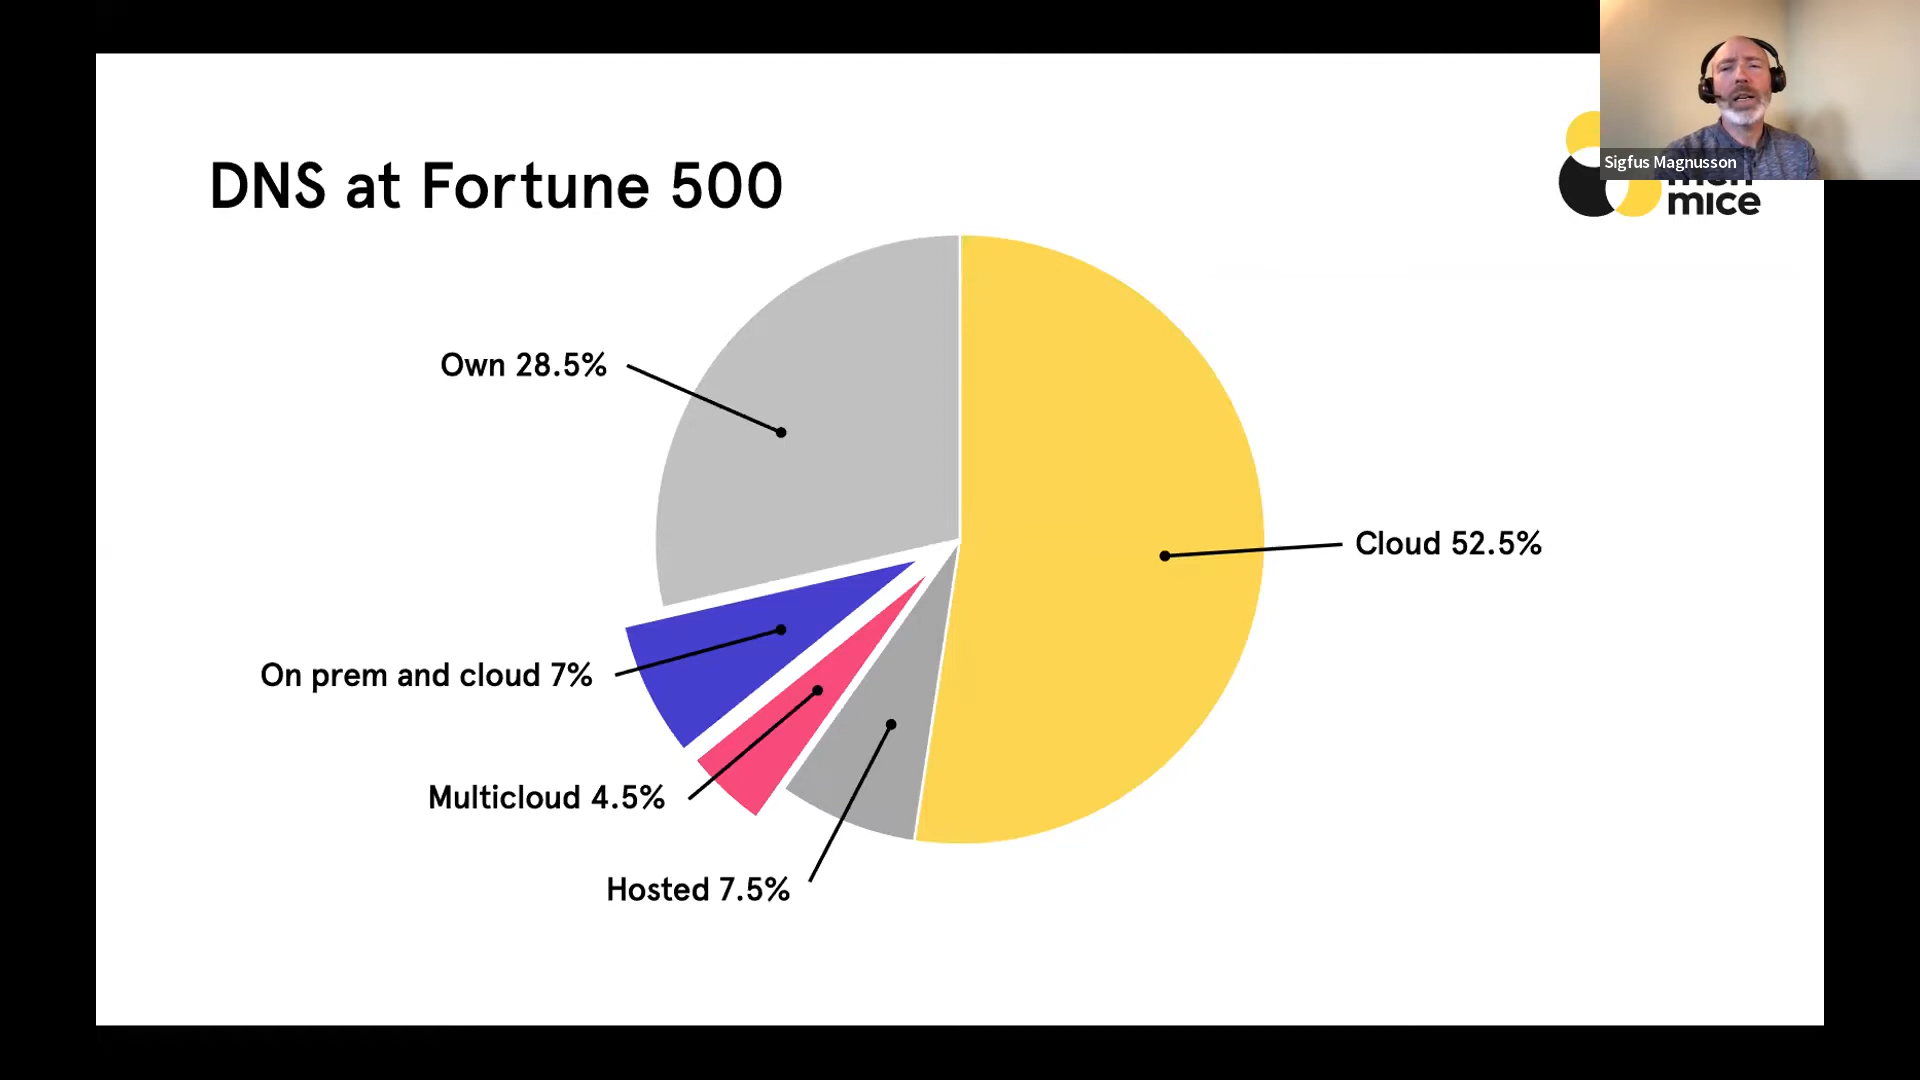 Sigfus Magnusson
DNS at Fortune 500
mice
Own 28.5%
Cloud 52.5%
On prem and cloud 7%
Multicloud 4.5%
Hosted 7.5%